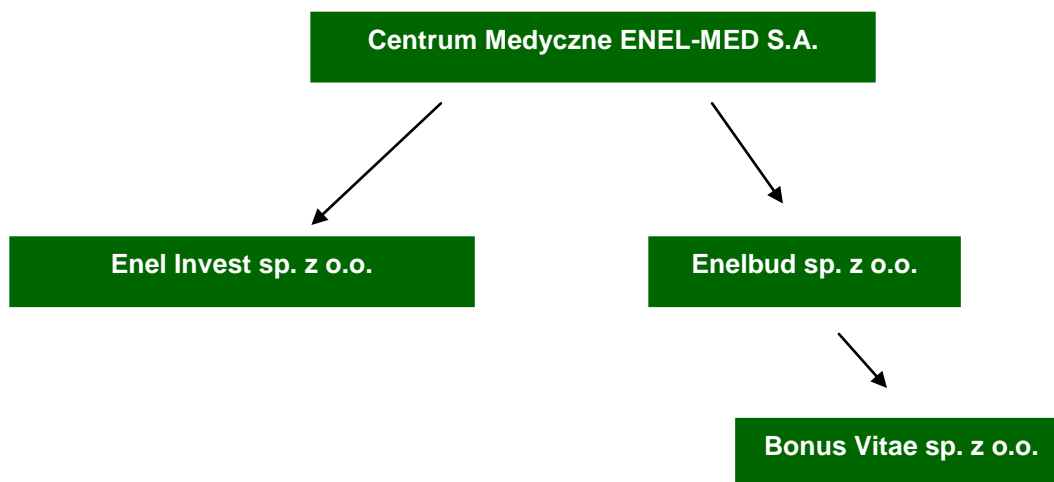 Centrum Medyczne ENEL-MED S.A.
Enel Invest sp. z o.o.
Enelbud sp. z o.o.
Bonus Vitae sp. z o.o.